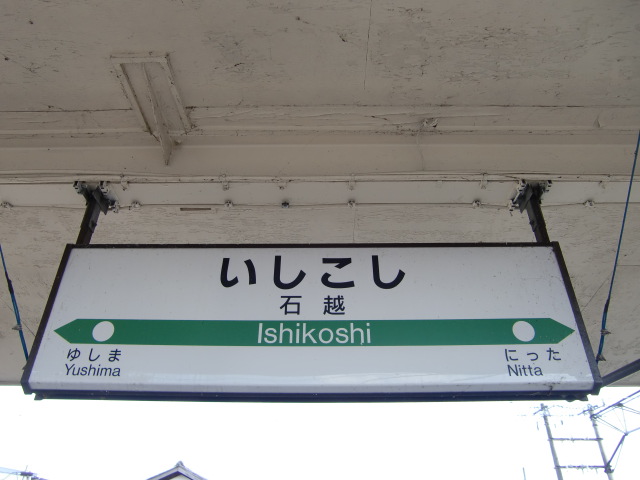 いしこし
石越
Ishikoshi
ゆしま
Yushima
にった
Nitta